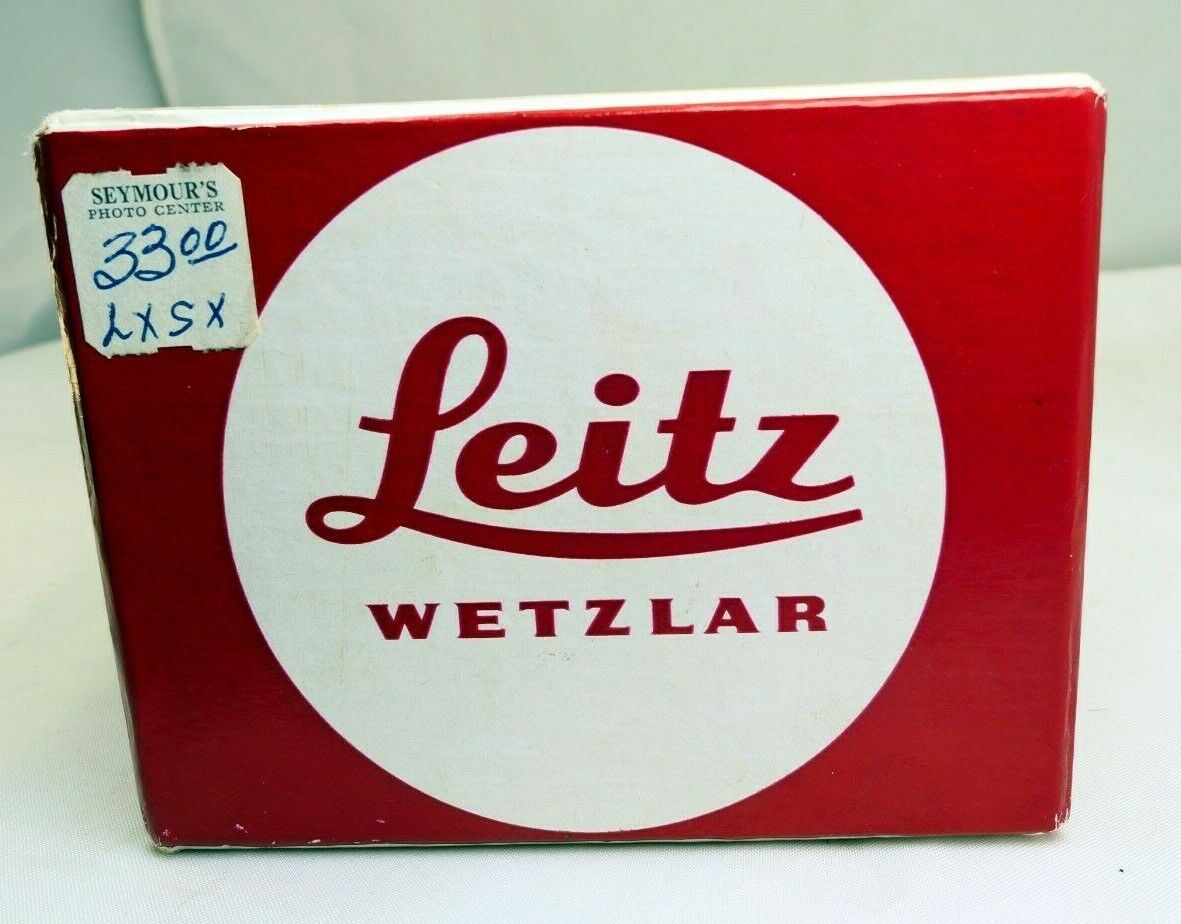 SEYMOUR'S
PHOTO CENTER
3300
LXSX
Leitz
WETZLAR